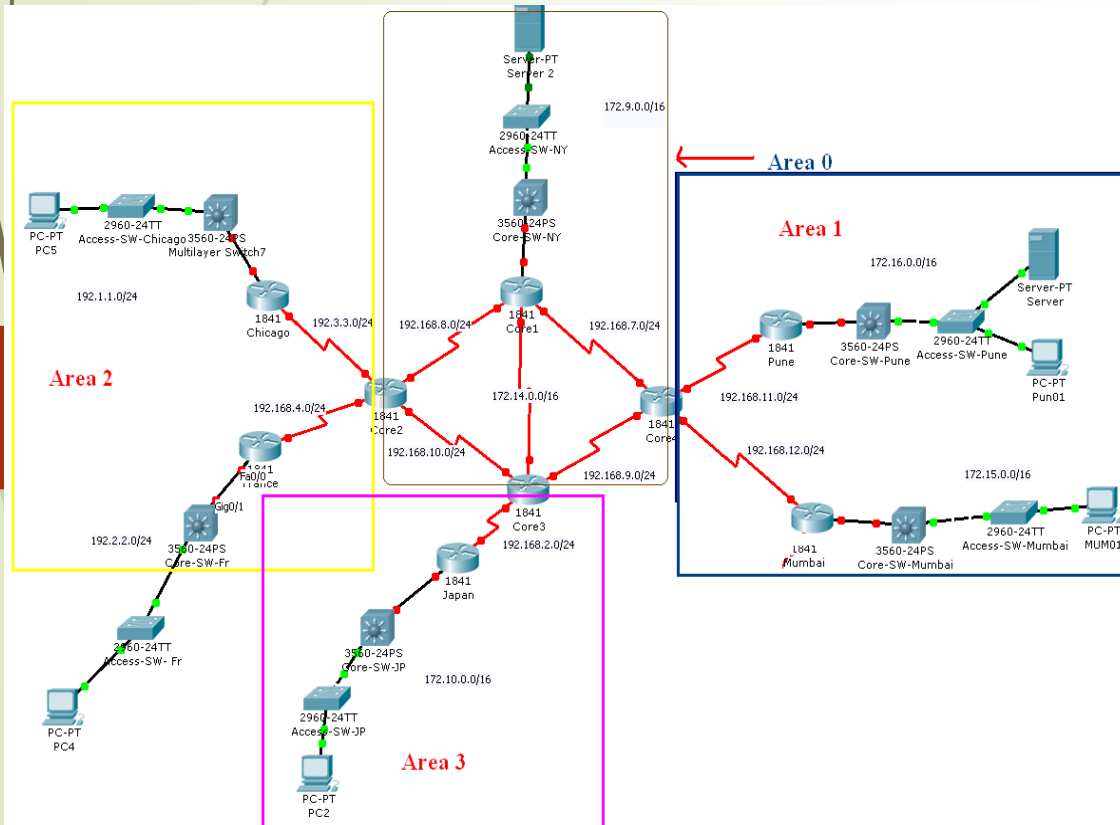 Server-PT
Server 2
172.9.0.0/16
2960-24TT
Access-SW-NY
Area 0
3560-24PS
Core-SW-NY
Area 1
172.16.0.0/16
Server-PT
Server
PC-PT
PC5
2960-24TT
Access-SW-Chicago
3560-24PS
Multilayer Switch7
192.1.1.0/24
1841
Chicago
192.3.3.0/24
192.168.8.0/24
1841
Core1
192.168.7.0/24
1841
Pune
3560-24PS
Core-SW-Pune
2960-24TT
Access-SW-Pune
PC-PT
Pun01
Area 2
192.168.4.0/24
1841
Core2
172.14.0.0/16
1841
Core4
192.168.11.0/24
192.168.10.0/24
192.168.9.0/24
192.168.12.0/24
1841
Fa0/0
Gig0/1
192.2.2.0/24
3560-24PS
Core-SW-Fr
1841
Core3
192.168.2.0/24
172.15.0.0/16
1841
Mumbai
3560-24PS
Core-SW-Mumbai
2960-24TT
Access-SW-Mumbai
PC-PT
MUM01
1841
Japan
2960-24TT
Access-SW- Fr
3560-24PS
Core-SW-JP
172.10.0.0/16
2960-24TT
Access-SW-JP
PC-PT
PC4
Area 3
PC-PT
PC2